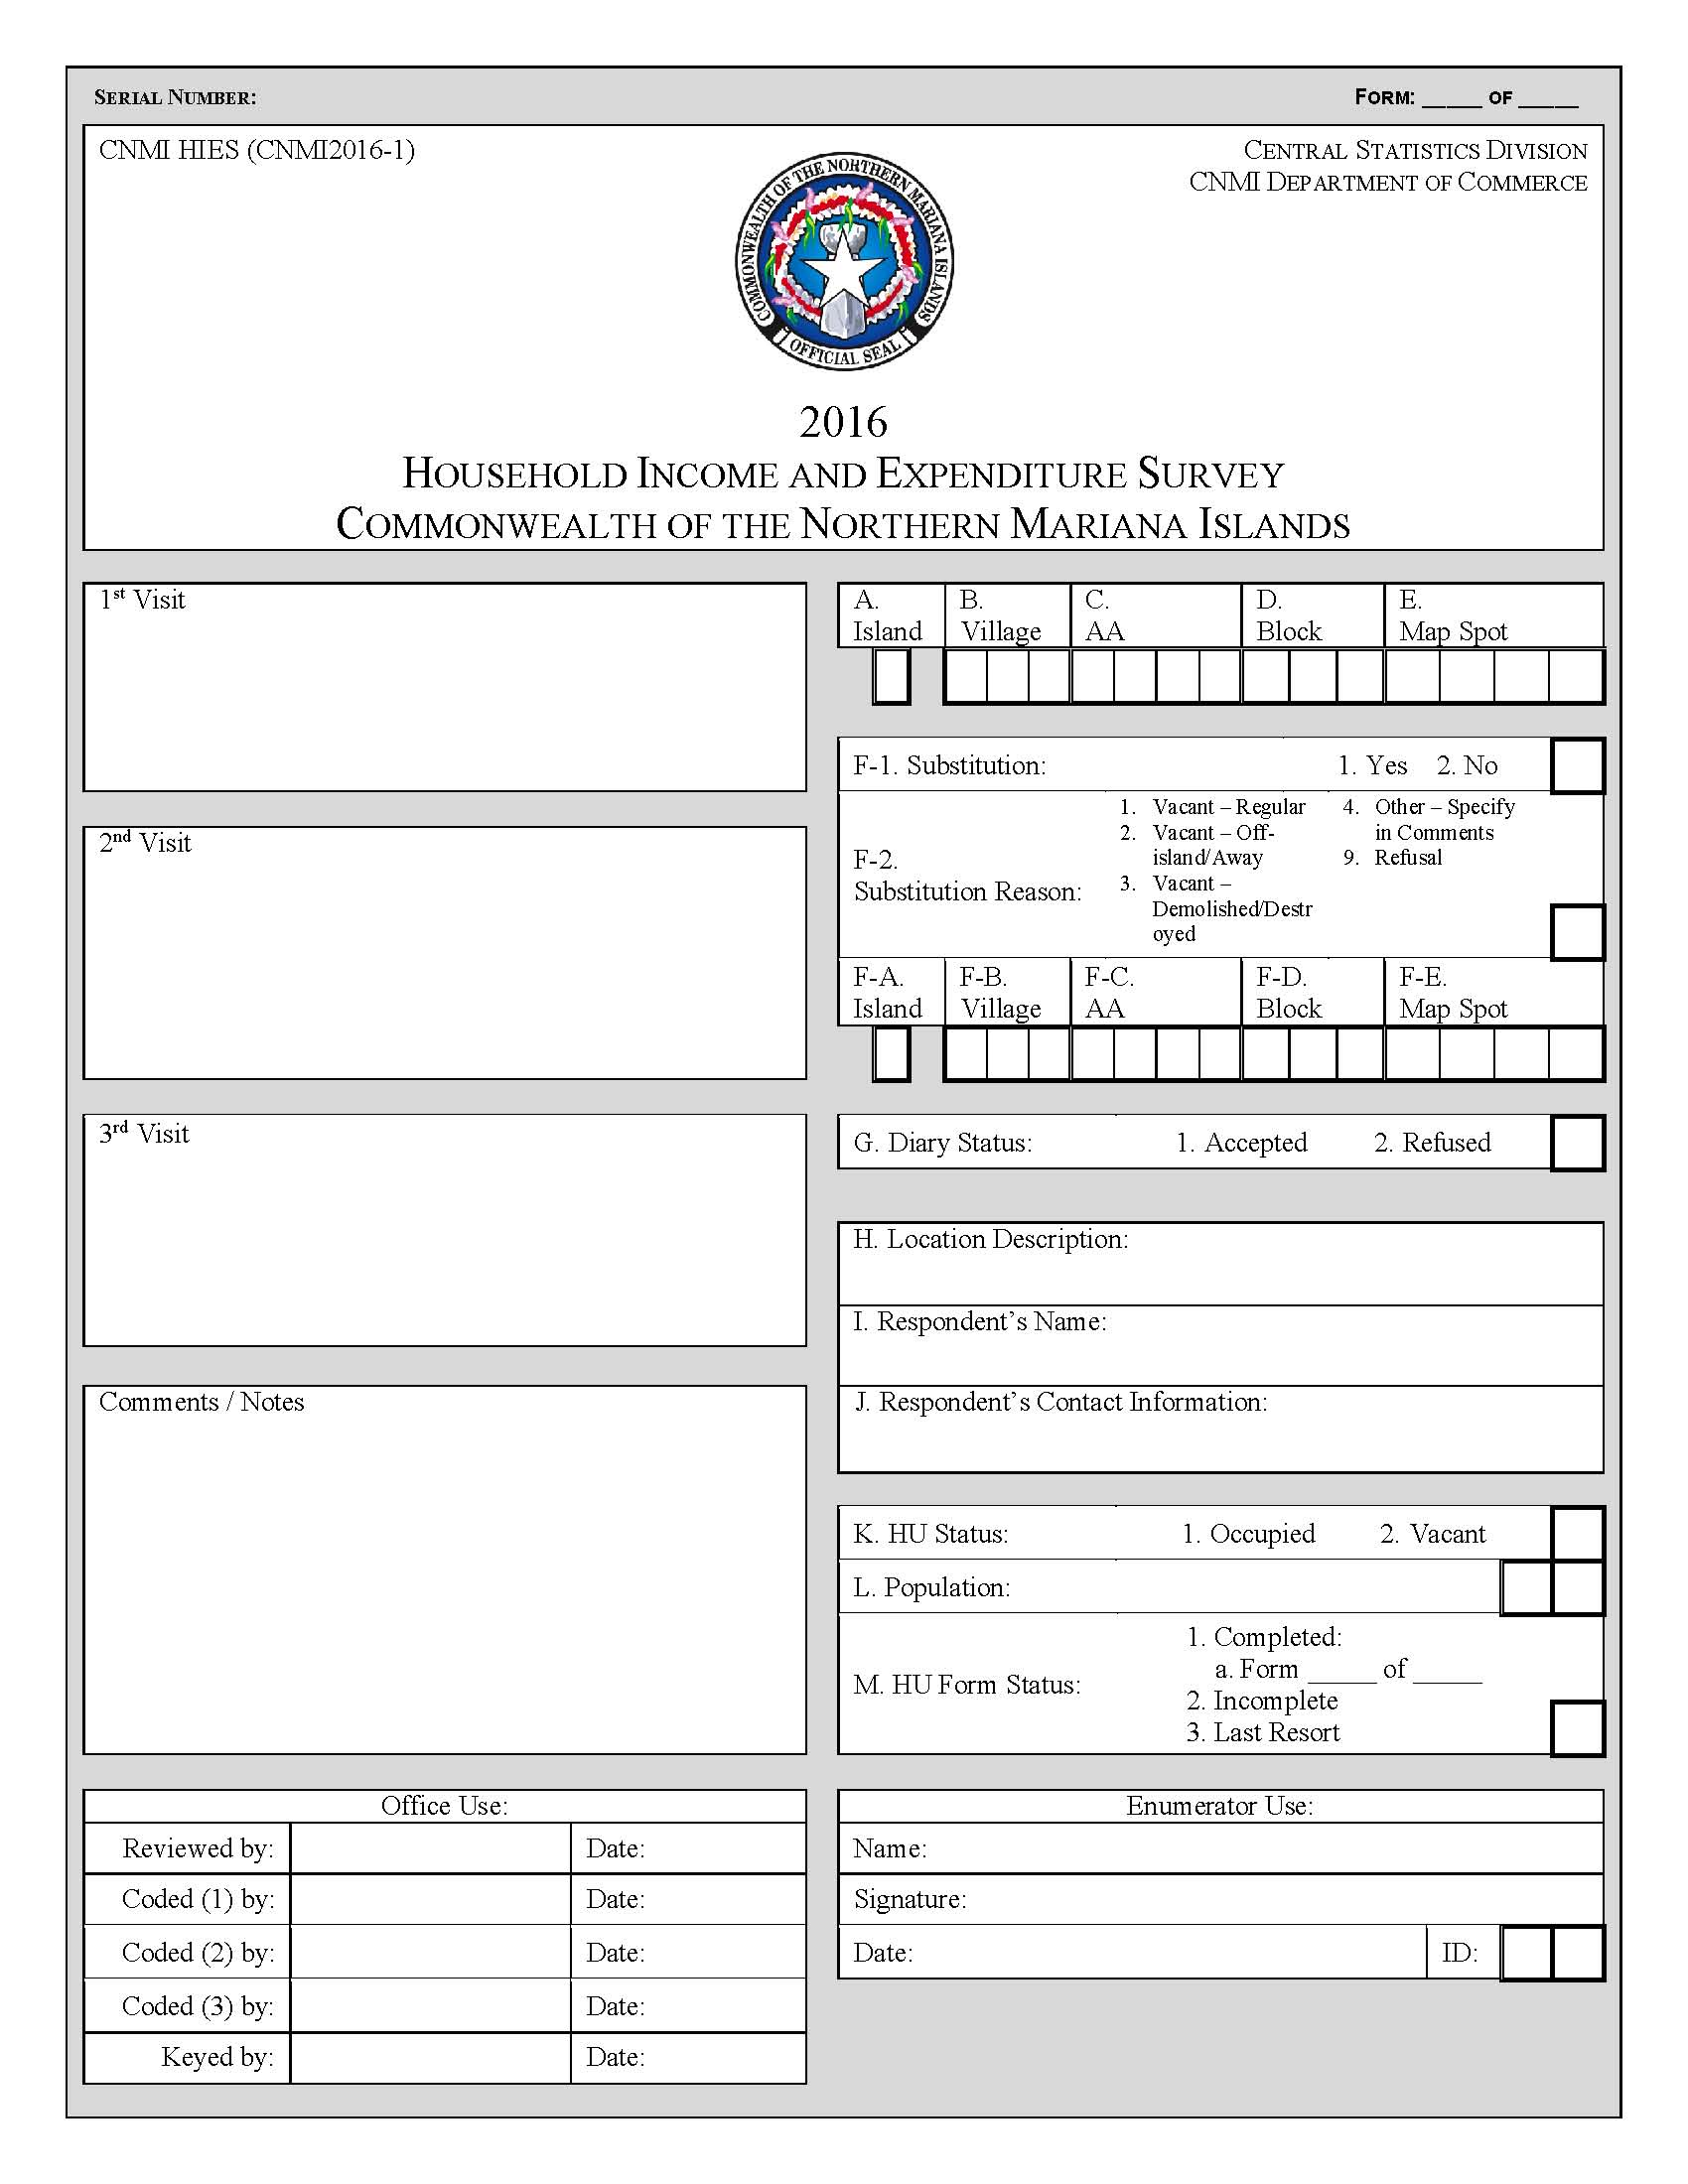 SERIAL NUMBER:
FORM: _____ OF _____
CNMI HIES (CNMI2016-1)
CENTRAL STATISTICS DIVISION
CNMI DEPARTMENT OF COMMERCE
COMMONWEALTH OF THE NORTHERN MARIANA ISLANDS
OFFICIAL SEAL
2016
HOUSEHOLD INCOME AND EXPENDITURE SURVEY
COMMONWEALTH OF THE NORTHERN MARIANA ISLANDS
1st Visit
2nd Visit
3rd Visit
Comments / Notes
A. Island
B. Village
C. AA
D. Block
E. Map Spot
F-1. Substitution: 1. Yes 2. No
F-2.
Substitution Reason:
1. Vacant – Regular
2. Vacant – Off-
island/Away
3. Vacant –
Demolished/Destr
oyed
4. Other – Specify
in Comments
9. Refusal
F-A. Island
F-B. Village
F-C. AA
F-D. Block
F-E. Map Spot
G. Diary Status: 1. Accepted 2. Refused
H. Location Description:
I. Respondent's Name:
J. Respondent's Contact Information:
K. HU Status: 1. Occupied 2. Vacant
L. Population:
M. HU Form Status:
1. Completed:
a. Form _____ of _____
2. Incomplete
3. Last Resort
Office Use:
Reviewed by: Date:
Coded (1) by: Date:
Coded (2) by: Date:
Coded (3) by: Date:
Keyed by: Date:
Enumerator Use:
Name:
Signature:
Date: ID: